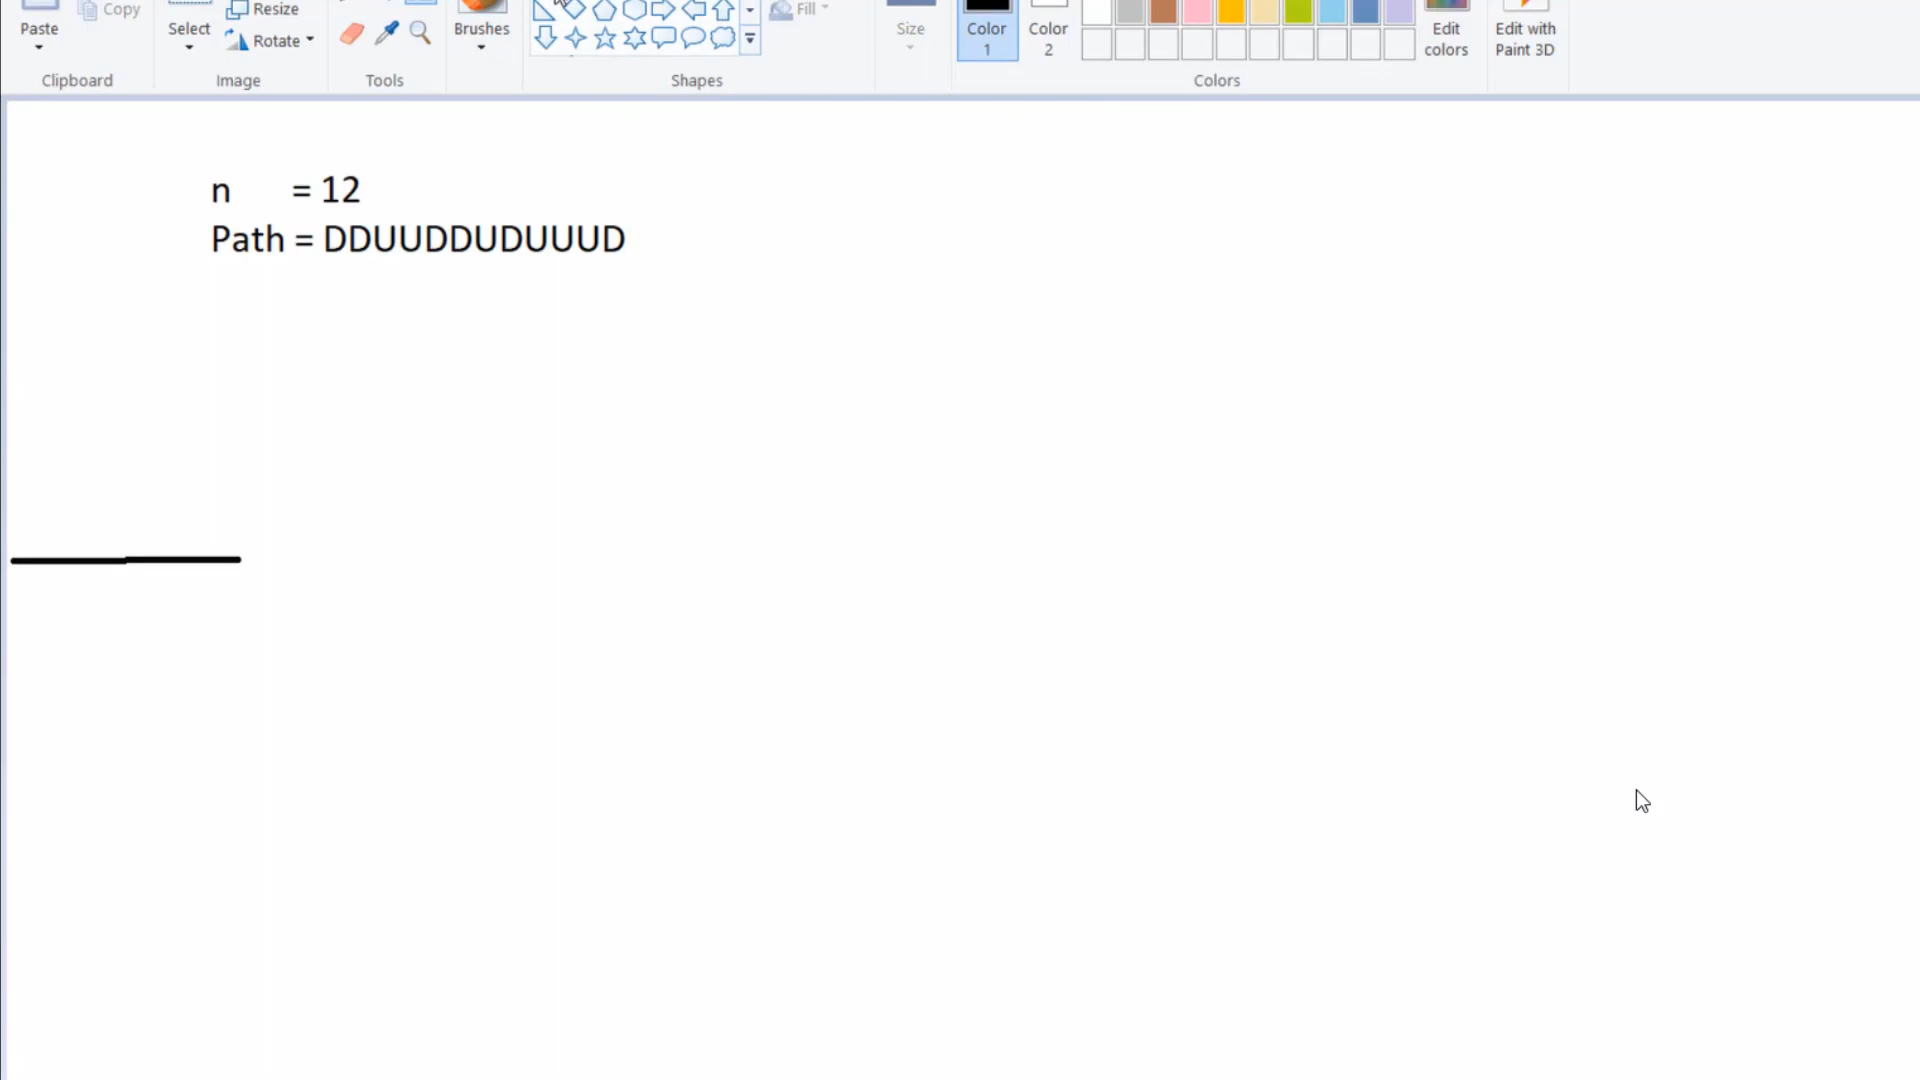 Paste
Copy
Select
Resize
Rotate
Brushes
Fill
Size
Color
1
Color
2
Edit
colors
Edit with
Paint 3D
Clipboard
Image
Tools
Shapes
Colors
n = 12
Path = DDUUDDUDUUUD